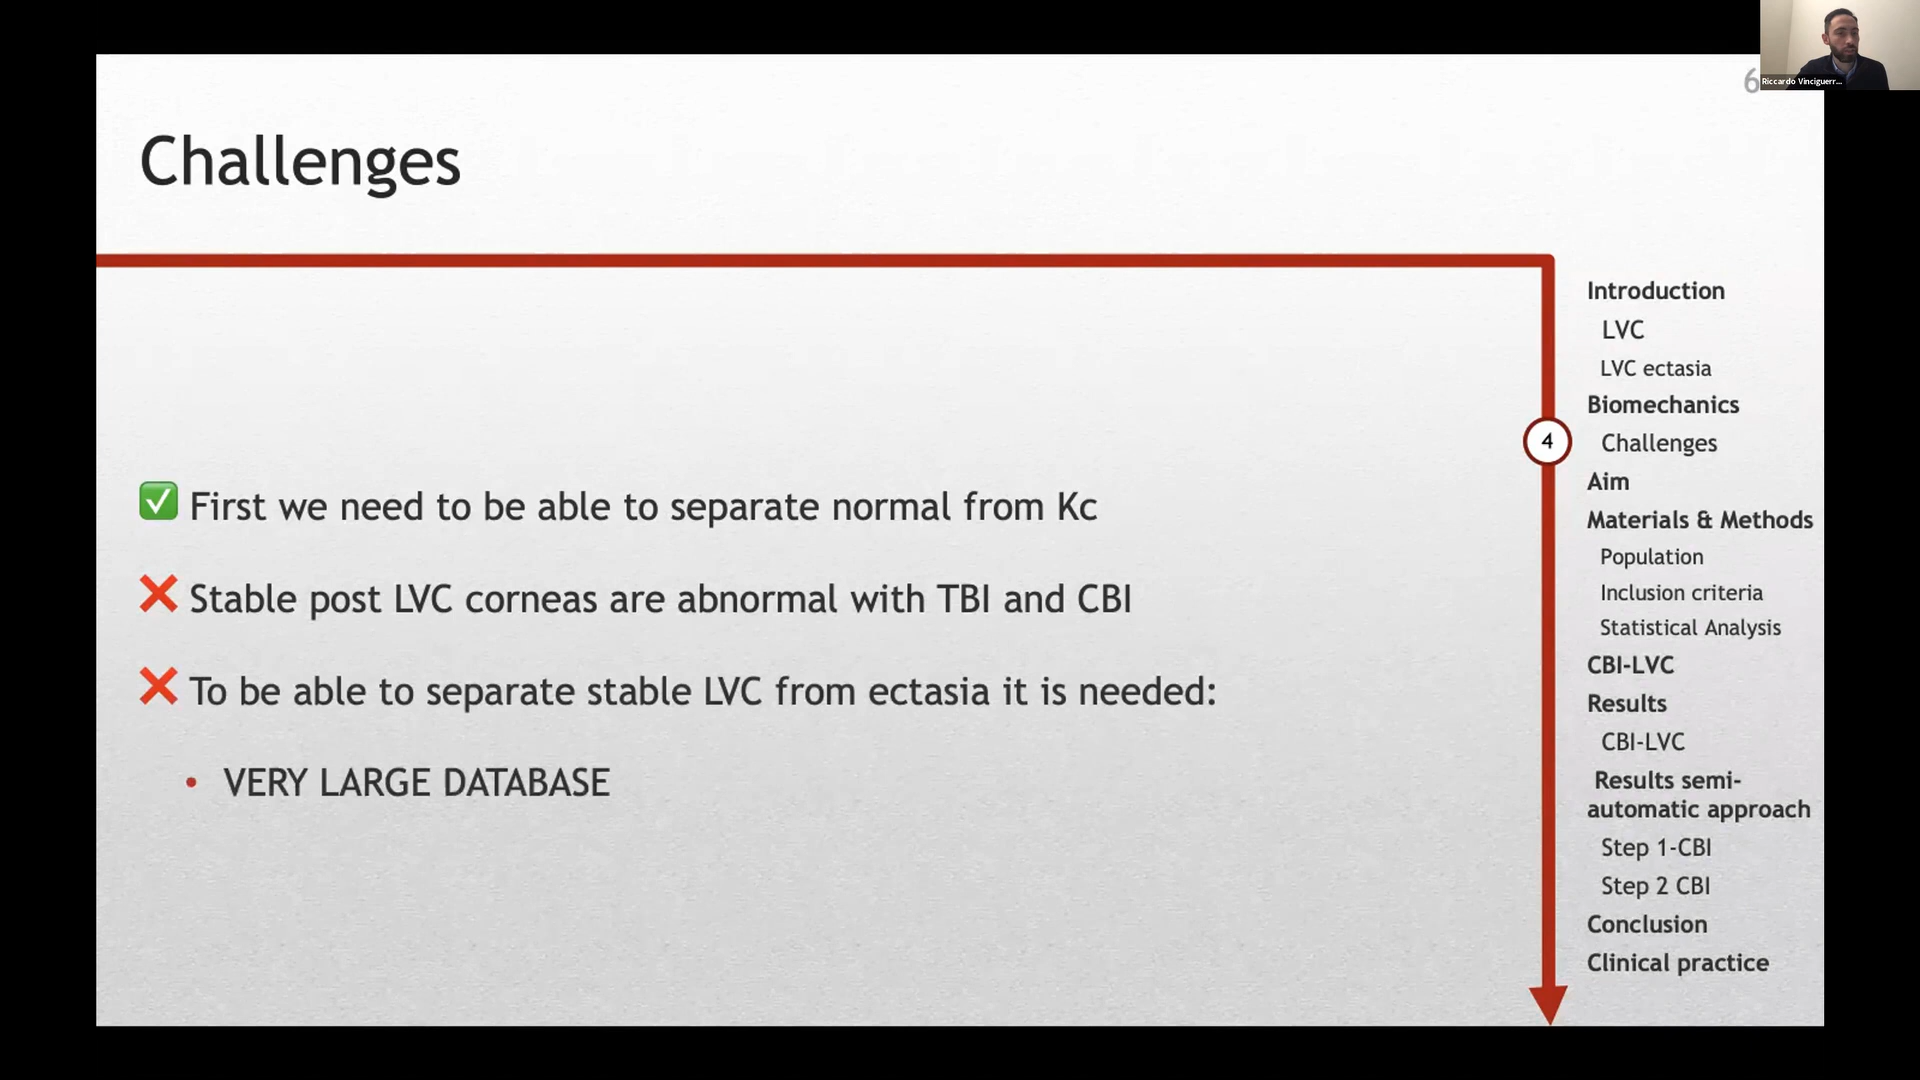 Riccardo Vinciguerr...
6
Challenges
First we need to be able to separate normal from Kc
Stable post LVC corneas are abnormal with TBI and CBI
To be able to separate stable LVC from ectasia it is needed:
• VERY LARGE DATABASE
4
Introduction
LVC
LVC ectasia
Biomechanics
Challenges
Aim
Materials & Methods
Population
Inclusion criteria
Statistical Analysis
CBI-LVC
Results
CBI-LVC
Results semi-
automatic approach
Step 1-CBI
Step 2 CBI
Conclusion
Clinical practice